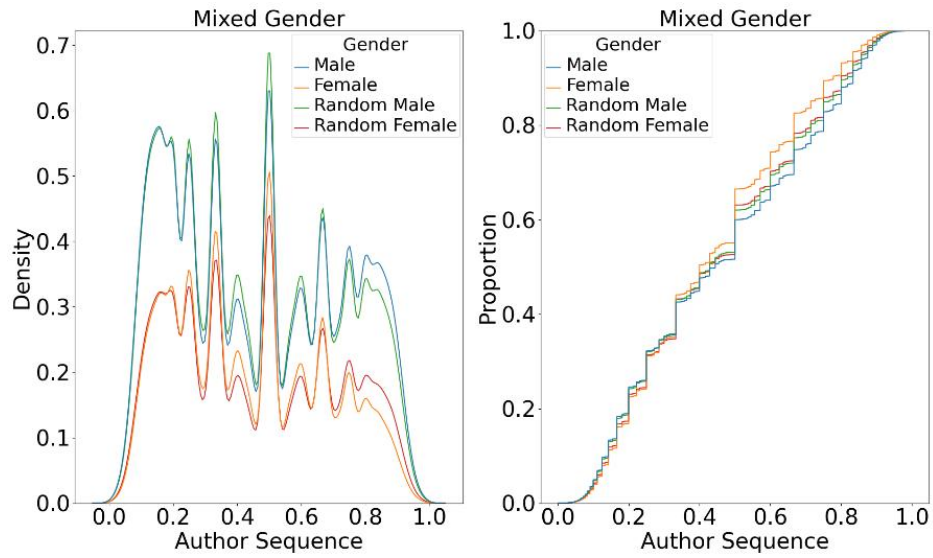 Mixed Gender
0.7
0.6
0.5
0.4
0.3
0.2
0.1
0.0
Density
Gender
Male
Female
Random Male
Random Female
0.0 0.2 0.4 0.6 0.8 1.0
Author Sequence
Mixed Gender
1.0
0.8
0.6
0.4
0.2
0.0
Proportion
Gender
Male
Female
Random Male
Random Female
0.0 0.2 0.4 0.6 0.8 1.0
Author Sequence